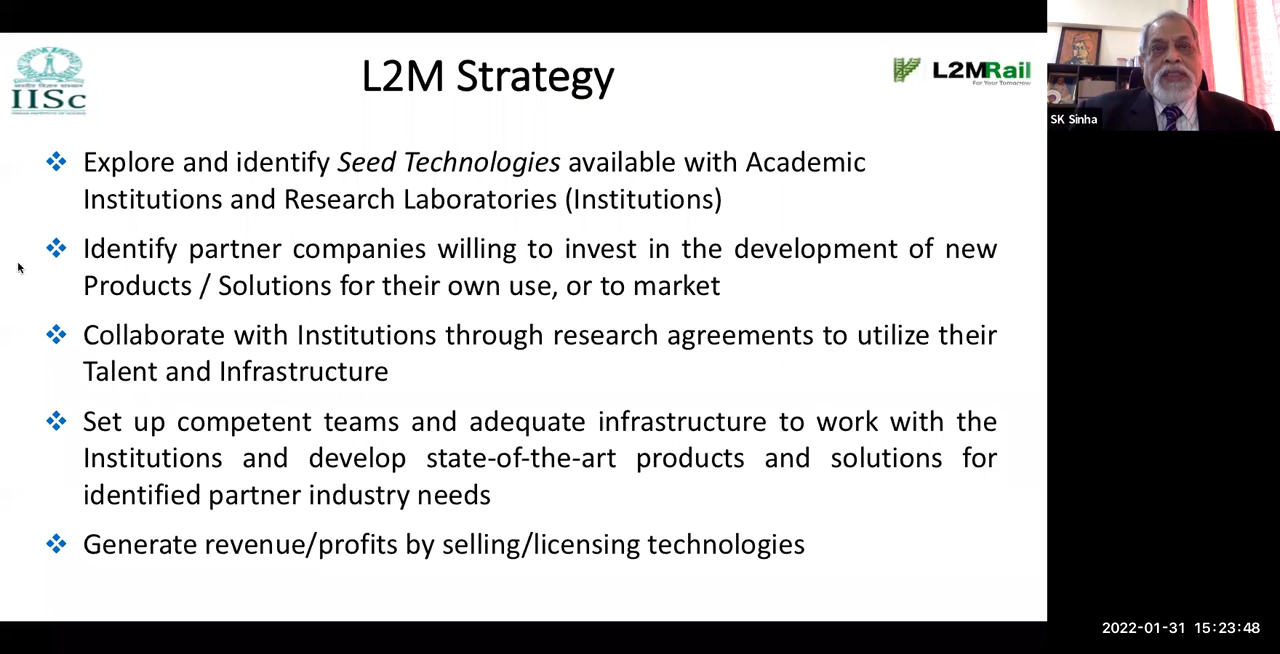 IISc
L2M Strategy
L2MRail
For Your Tomorrow
SK Sinha
Explore and identify Seed Technologies available with Academic
Institutions and Research Laboratories (Institutions)
Identify partner companies willing to invest in the development of new
Products / Solutions for their own use, or to market
Collaborate with Institutions through research agreements to utilize their
Talent and Infrastructure
Set up competent teams and adequate infrastructure to work with the
Institutions and develop state-of-the-art products and solutions for
identified partner industry needs
Generate revenue/profits by selling/licensing technologies
2022-01-31 15:23:48